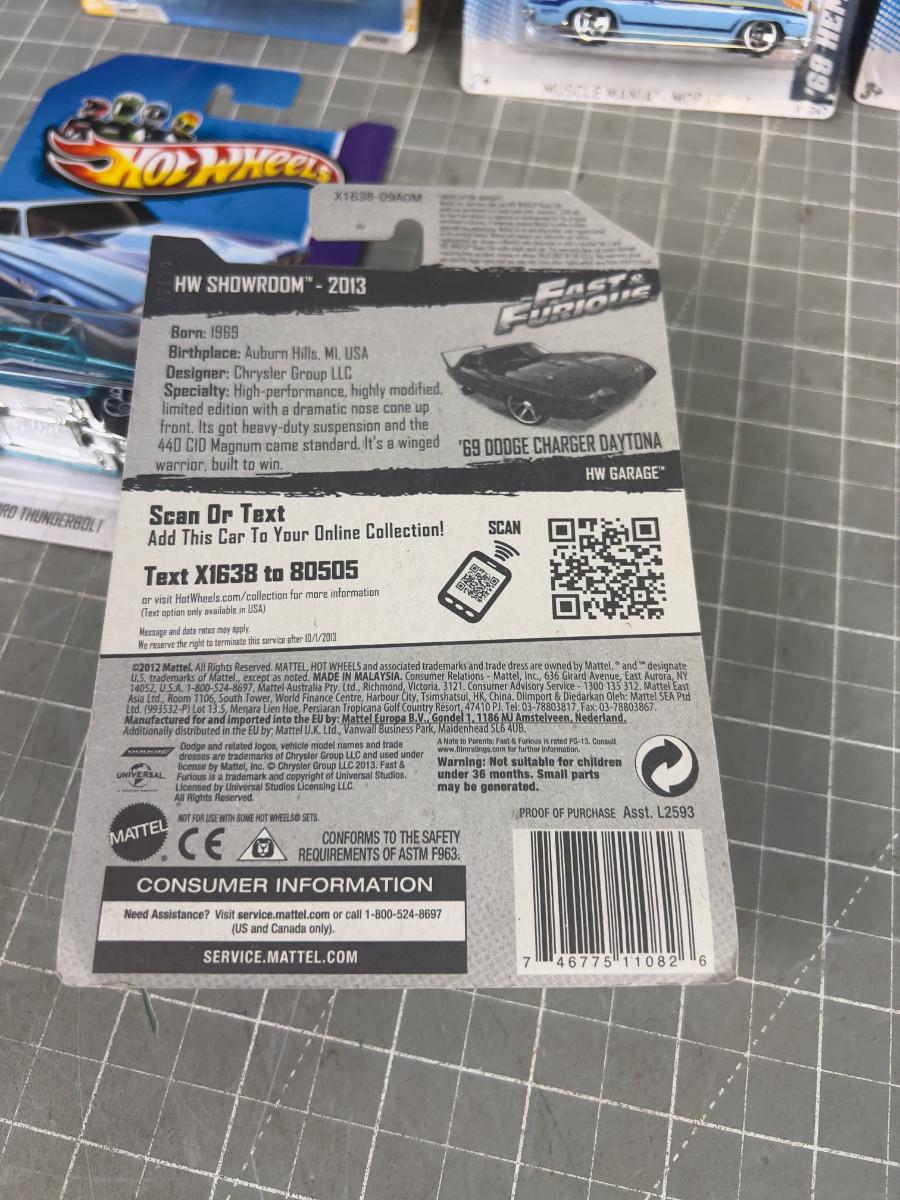 '68 HEM
MUSCLE MANIA - MOPAR
HOT WHEELS
RO THUNDERBOLT
X1638-09A0M
HW SHOWROOM™ - 2013
FAST & FURIOUS
Born: 1969
Birthplace: Auburn Hills, MI, USA
Designer: Chrysler Group LLC
Specialty: High-performance, highly modified,
limited edition with a dramatic nose cone up
front. Its got heavy-duty suspension and the
440 CID Magnum came standard. It's a winged
warrior, built to win.
'69 DODGE CHARGER DAYTONA
HW GARAGE™
Scan Or Text
Add This Car To Your Online Collection!
Text X1638 to 80505
or visit HotWheels.com/collection for more information
(Text option only available in USA)
Message and data rates may apply.
We reserve the right to terminate this service after 10/1/2013.
SCAN
©2012 Mattel. All Rights Reserved. MATTEL, HOT WHEELS and associated trademarks and trade dress are owned by Mattel. ® and ™ designate
U.S. trademarks of Mattel, except as noted. MADE IN MALAYSIA. Consumer Relations - Mattel, Inc., 636 Girard Avenue, East Aurora, NY
14052, U.S.A. 1-800-524-8697. Mattel Australia Pty. Ltd., Richmond, Victoria. 3121. Consumer Advisory Service - 1300 135 312. Mattel East
Asia Ltd., Room 1106, South Tower, World Finance Centre, Harbour City, Tsimshatsui, HK, China. Diimport & Diedarkan Oleh: Mattel SEA Ptd
Ltd. (993532-P) Lot 13.5, Menara Lien Hoe, Persiaran Tropicana Golf Country Resort, 47410 PJ. Tel: 03-78803817, Fax: 03-78803867.
Manufactured for and imported into the EU by: Mattel Europa B.V., Gondel 1, 1186 MJ Amstelveen, Nederland.
Additionally distributed in the EU by: Mattel U.K. Ltd., Vanwall Business Park, Maidenhead SL6 4UB.
DODGE
UNIVERSAL
Dodge and related logos, vehicle model names and trade
dresses are trademarks of Chrysler Group LLC and used under
license by Mattel, Inc. © Chrysler Group LLC 2013. Fast &
Furious is a trademark and copyright of Universal Studios.
Licensed by Universal Studios Licensing LLC.
All Rights Reserved.
A Note to Parents: Fast & Furious is rated PG-13. Consult
www.filmratings.com for further information.
Warning: Not suitable for children
under 36 months. Small parts
may be generated.
NOT FOR USE WITH SOME HOT WHEELS® SETS.
PROOF OF PURCHASE Asst. L2593
MATTEL
CE
CONFORMS TO THE SAFETY
REQUIREMENTS OF ASTM F963.
CONSUMER INFORMATION
Need Assistance? Visit service.mattel.com or call 1-800-524-8697
(US and Canada only).
SERVICE.MATTEL.COM
7 46775 11082 6